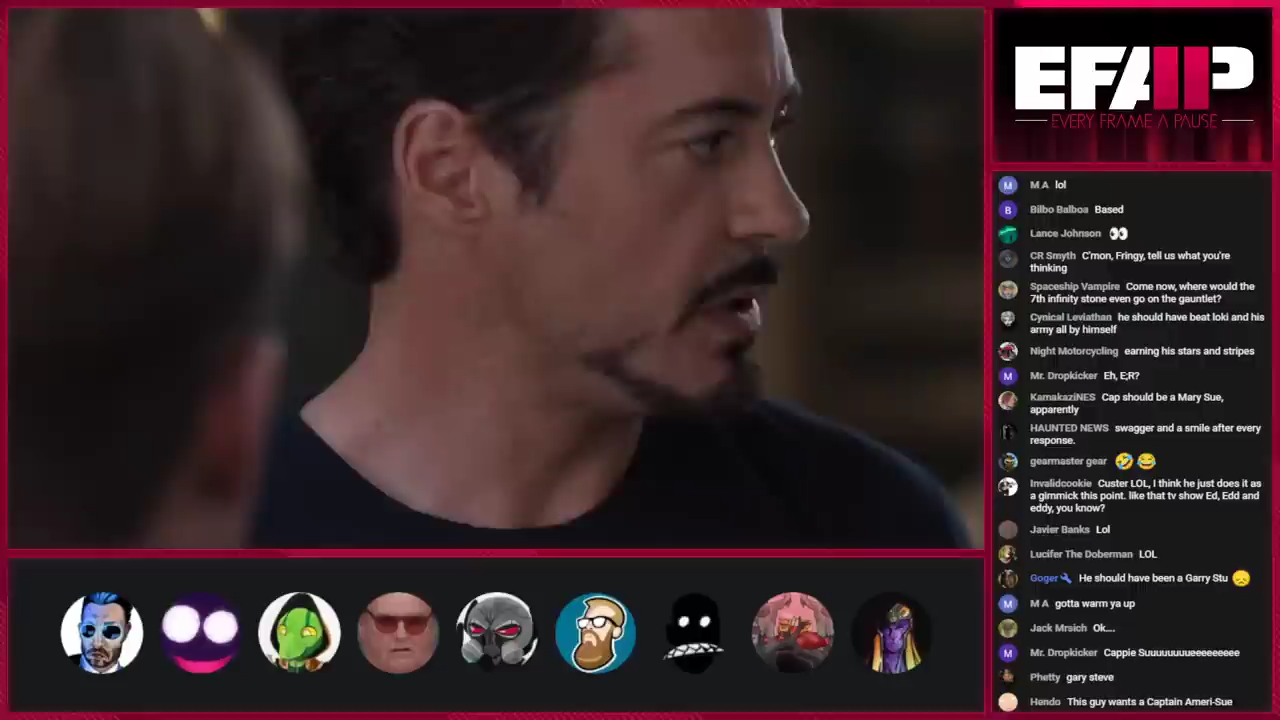 EFAP
EVERY FRAME A PAUSE
M A lol
Bilbo Balboa Based
Lance Johnson 👀
CR Smyth C'mon, Fringy, tell us what you're
thinking
Spaceship Vampire Come now, where would the
7th infinity stone even go on the gauntlet?
Cynical Leviathan he should have beat loki and his
army all by himself
Night Motorcycling earning his stars and stripes
Mr. Dropkicker Eh, E;R?
KamakaziNES Cap should be a Mary Sue,
apparently
HAUNTED NEWS swagger and a smile after every
response.
gearmaster gear 🤣 😂
Invalidcookie Custer LOL, I think he just does it as
a gimmick this point. like that tv show Ed, Edd and
eddy, you know?
Javier Banks Lol
Lucifer The Doberman LOL
Goger He should have been a Garry Stu 😞
M A gotta warm ya up
Jack Mrsich Ok....
Mr. Dropkicker Cappie Suuuuuuuueeeeeeeee
Phetty gary steve
Hendo This guy wants a Captain Ameri-Sue